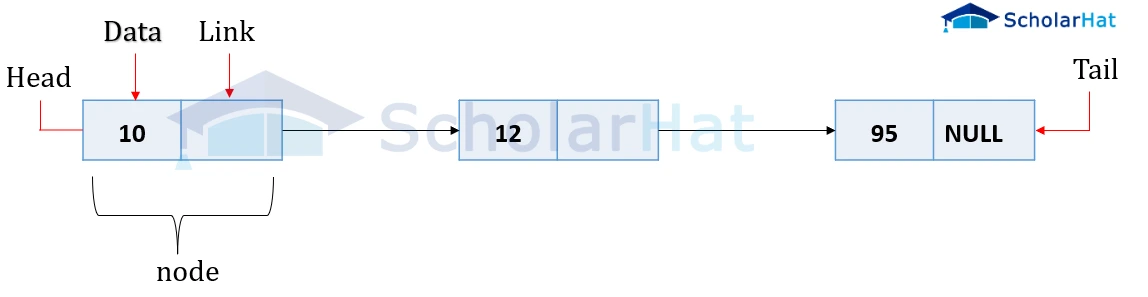 ScholarHat
Data Link
Head
Tail
10
12
95 NULL
ScholarHat
node